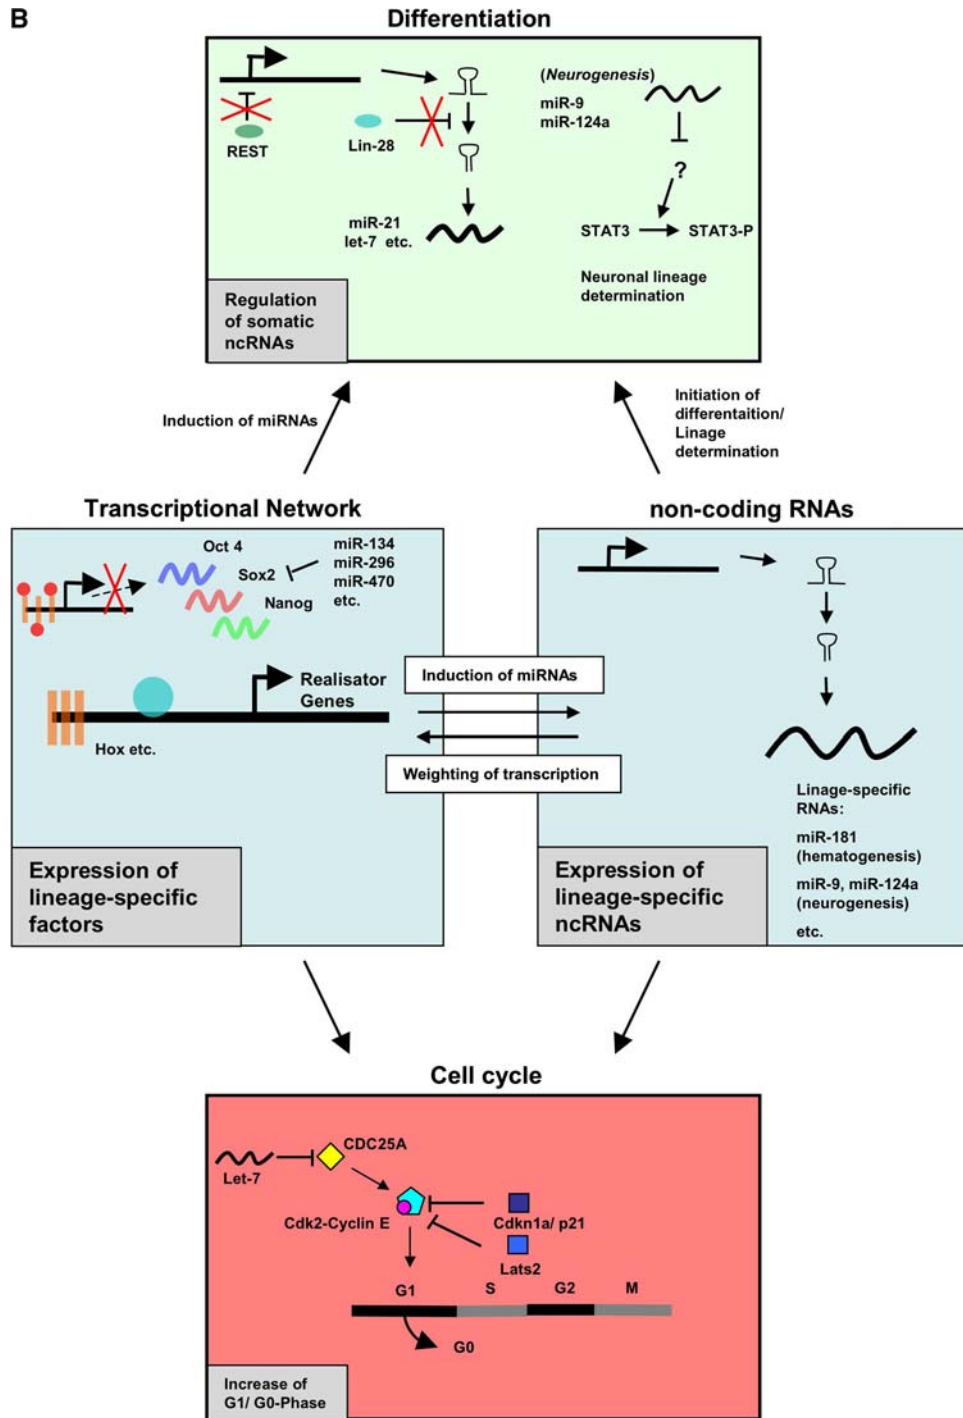 B
Differentiation
REST
Lin-28
miR-21
let-7 etc.
(Neurogenesis)
miR-9
miR-124a
?
STAT3
STAT3-P
Neuronal lineage
determination
Regulation
of somatic
ncRNAs
Induction of miRNAs
Initiation of
differentaition/
Linage
determination
Transcriptional Network
Oct 4
Sox2
Nanog
miR-134
miR-296
miR-470
etc.
Realisator
Genes
Hox etc.
Expression of
lineage-specific
factors
Induction of miRNAs
Weighting of transcription
non-coding RNAs
Linage-specific
RNAs:
miR-181
(hematogenesis)
miR-9, miR-124a
(neurogenesis)
etc.
Expression of
lineage-specific
ncRNAs
Cell cycle
Let-7
CDC25A
Cdk2-Cyclin E
Cdkn1a/ p21
Lats2
G1 S G2 M
G0
Increase of
G1/ G0-Phase